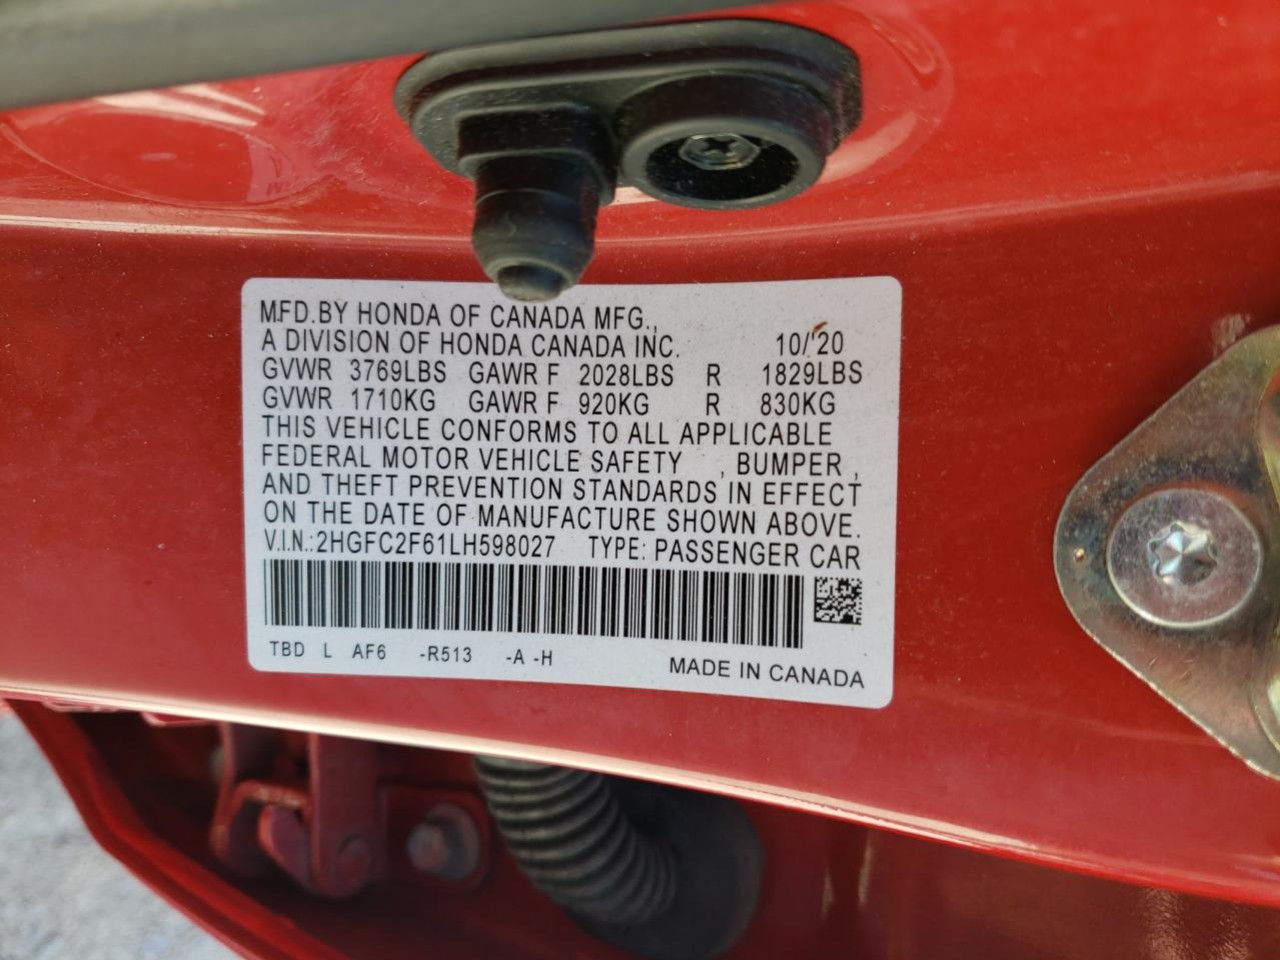 MFD.BY HONDA OF CANADA MFG.,
A DIVISION OF HONDA CANADA INC. 10/'20
GVWR 3769LBS GAWR F 2028LBS R 1829LBS
GVWR 1710KG GAWR F 920KG R 830KG
THIS VEHICLE CONFORMS TO ALL APPLICABLE
FEDERAL MOTOR VEHICLE SAFETY , BUMPER ,
AND THEFT PREVENTION STANDARDS IN EFFECT
ON THE DATE OF MANUFACTURE SHOWN ABOVE.
V.I.N.:2HGFC2F61LH598027 TYPE: PASSENGER CAR
TBD L AF6 -R513 -A -H MADE IN CANADA